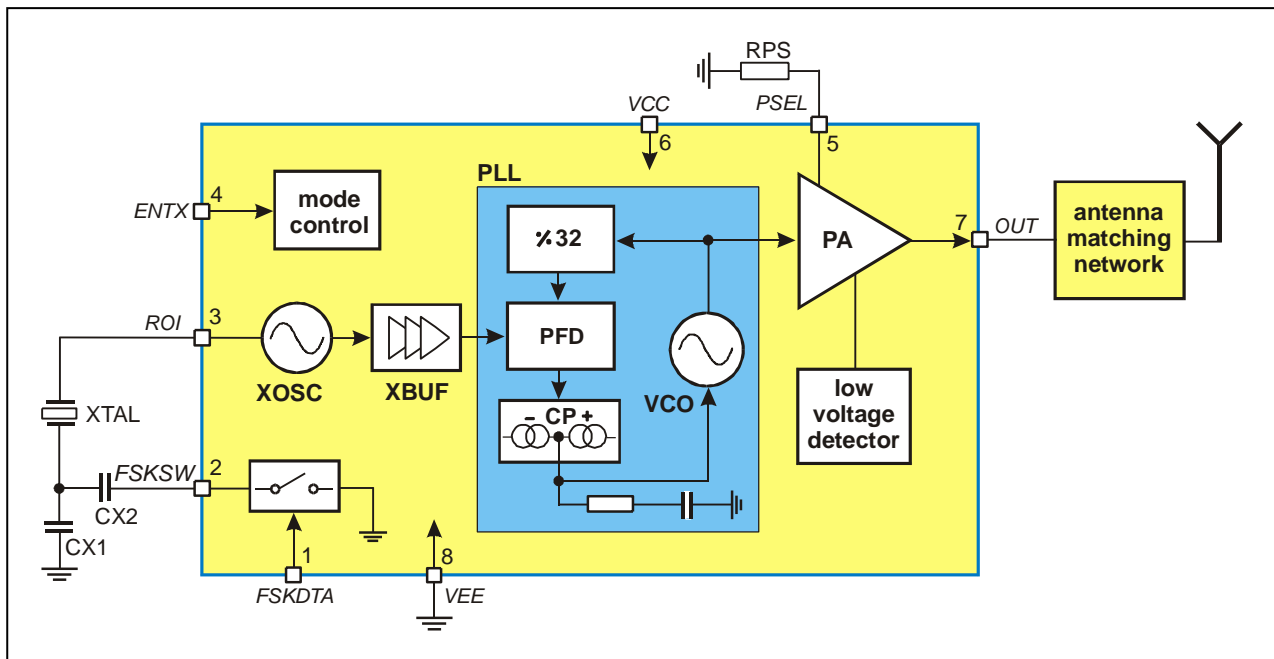 RPS
VCC
PSEL
6
5
PLL
4
ENTX
mode
control
％32
PA
7
OUT
antenna
matching
network
3
ROI
XOSC
XBUF
PFD
VCO
low
voltage
detector
XTAL
- CP +
FSKSW
2
CX2
CX1
1
8
FSKDTA
VEE